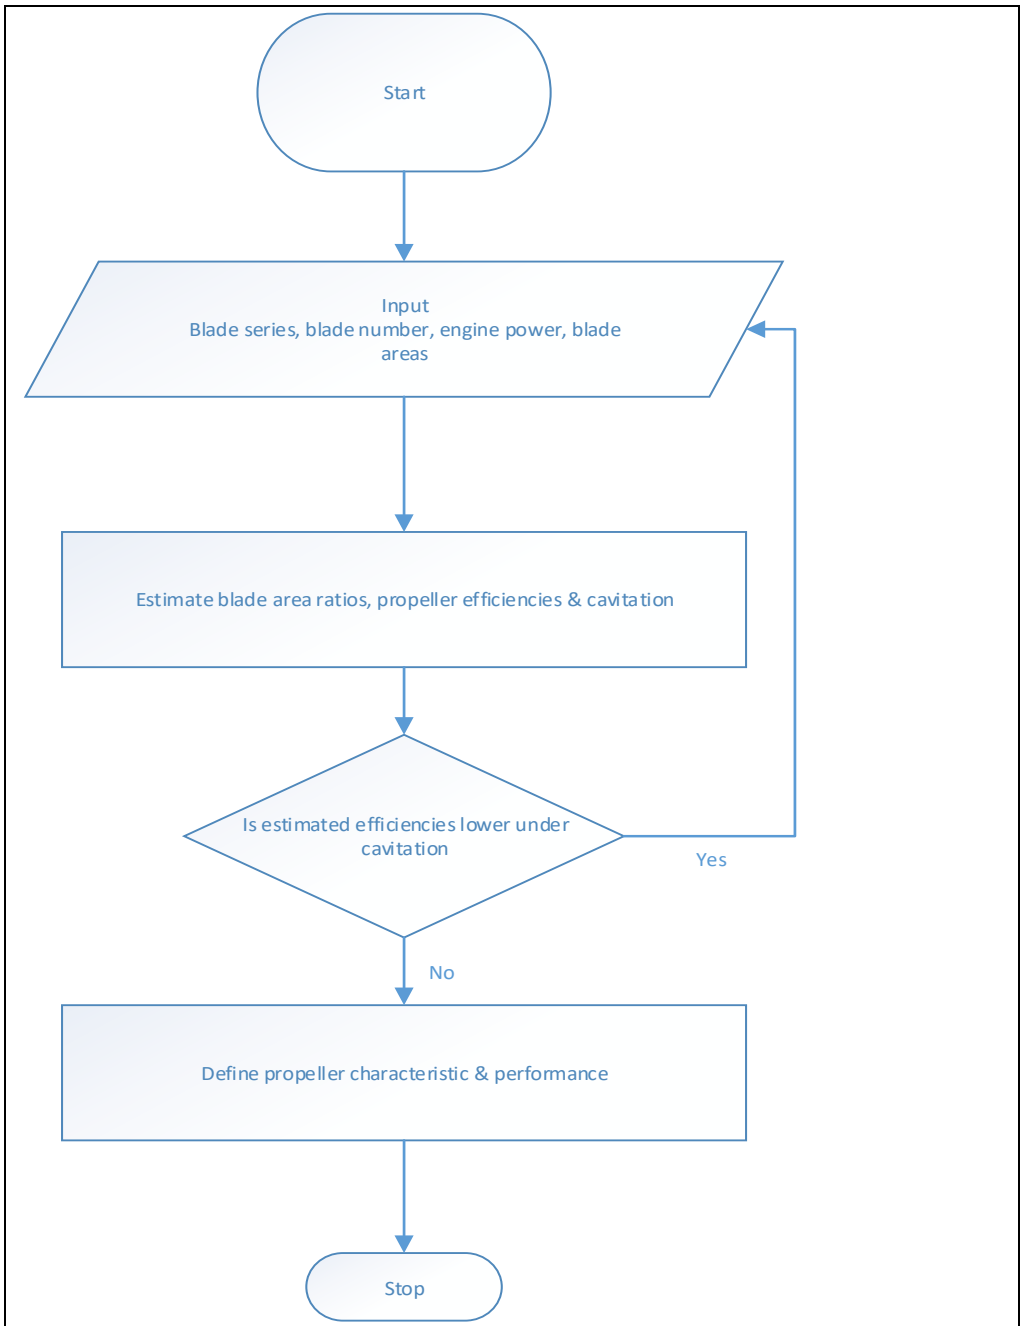 Start
Input
Blade series, blade number, engine power, blade
areas
Estimate blade area ratios, propeller efficiencies & cavitation
Is estimated efficiencies lower under
cavitation
Yes
No
Define propeller characteristic & performance
Stop